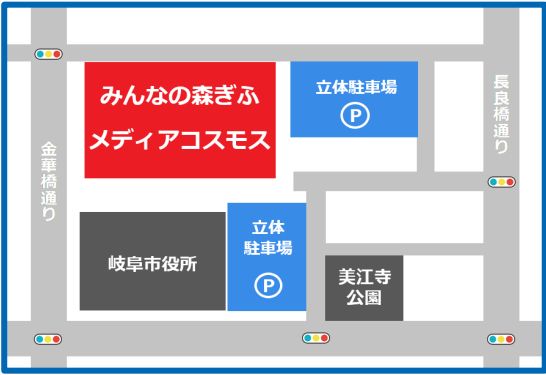 みんなの森ぎふ
メディアコスモス
立体駐車場
P
長良橋通り
金華橋通り
岐阜市役所
立体
駐車場
P
美江寺
公園